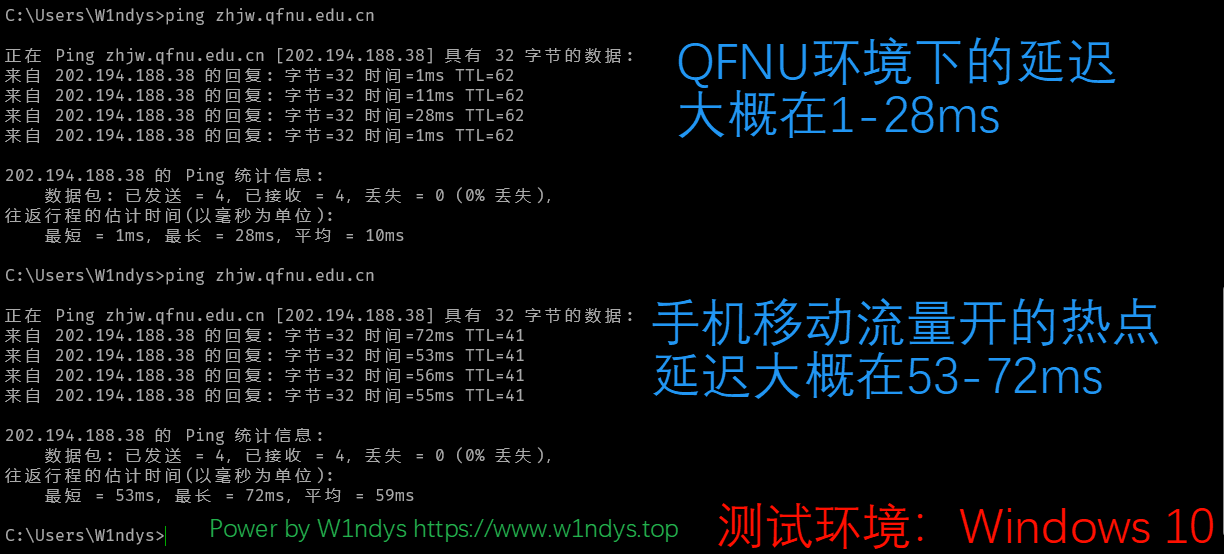 C:\Users\W1ndys>ping zhjw.qfnu.edu.cn
正在 Ping zhjw.qfnu.edu.cn [202.194.188.38] 具有 32 字节的数据:
来自 202.194.188.38 的回复: 字节=32 时间=1ms TTL=62
来自 202.194.188.38 的回复: 字节=32 时间=11ms TTL=62
来自 202.194.188.38 的回复: 字节=32 时间=28ms TTL=62
来自 202.194.188.38 的回复: 字节=32 时间=1ms TTL=62
QFNU环境下的延迟
大概在1-28ms
202.194.188.38 的 Ping 统计信息:
数据包: 已发送 = 4, 已接收 = 4, 丢失 = 0 (0% 丢失),
往返行程的估计时间(以毫秒为单位):
最短 = 1ms, 最长 = 28ms, 平均 = 10ms
C:\Users\W1ndys>ping zhjw.qfnu.edu.cn
正在 Ping zhjw.qfnu.edu.cn [202.194.188.38] 具有 32 字节的数据:
来自 202.194.188.38 的回复: 字节=32 时间=72ms TTL=41
来自 202.194.188.38 的回复: 字节=32 时间=53ms TTL=41
来自 202.194.188.38 的回复: 字节=32 时间=56ms TTL=41
来自 202.194.188.38 的回复: 字节=32 时间=55ms TTL=41
手机移动流量开的热点
延迟大概在53-72ms
202.194.188.38 的 Ping 统计信息:
数据包: 已发送 = 4, 已接收 = 4, 丢失 = 0 (0% 丢失),
往返行程的估计时间(以毫秒为单位):
最短 = 53ms, 最长 = 72ms, 平均 = 59ms
C:\Users\W1ndys>
Power by W1ndys https://www.w1ndys.top
测试环境：Windows 10